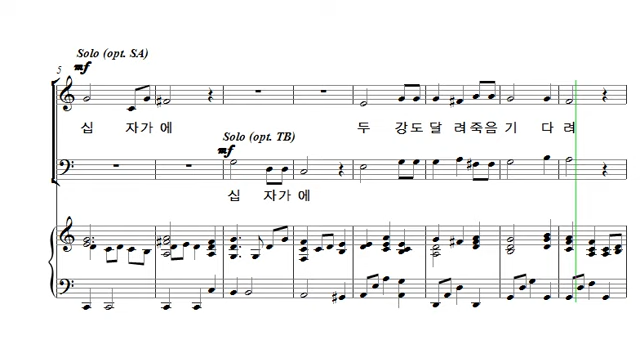 Solo (opt. SA)
5
mf
십 자가에 두 강도 달 려죽음 기 다 려
Solo (opt. TB)
mf
십 자가 에